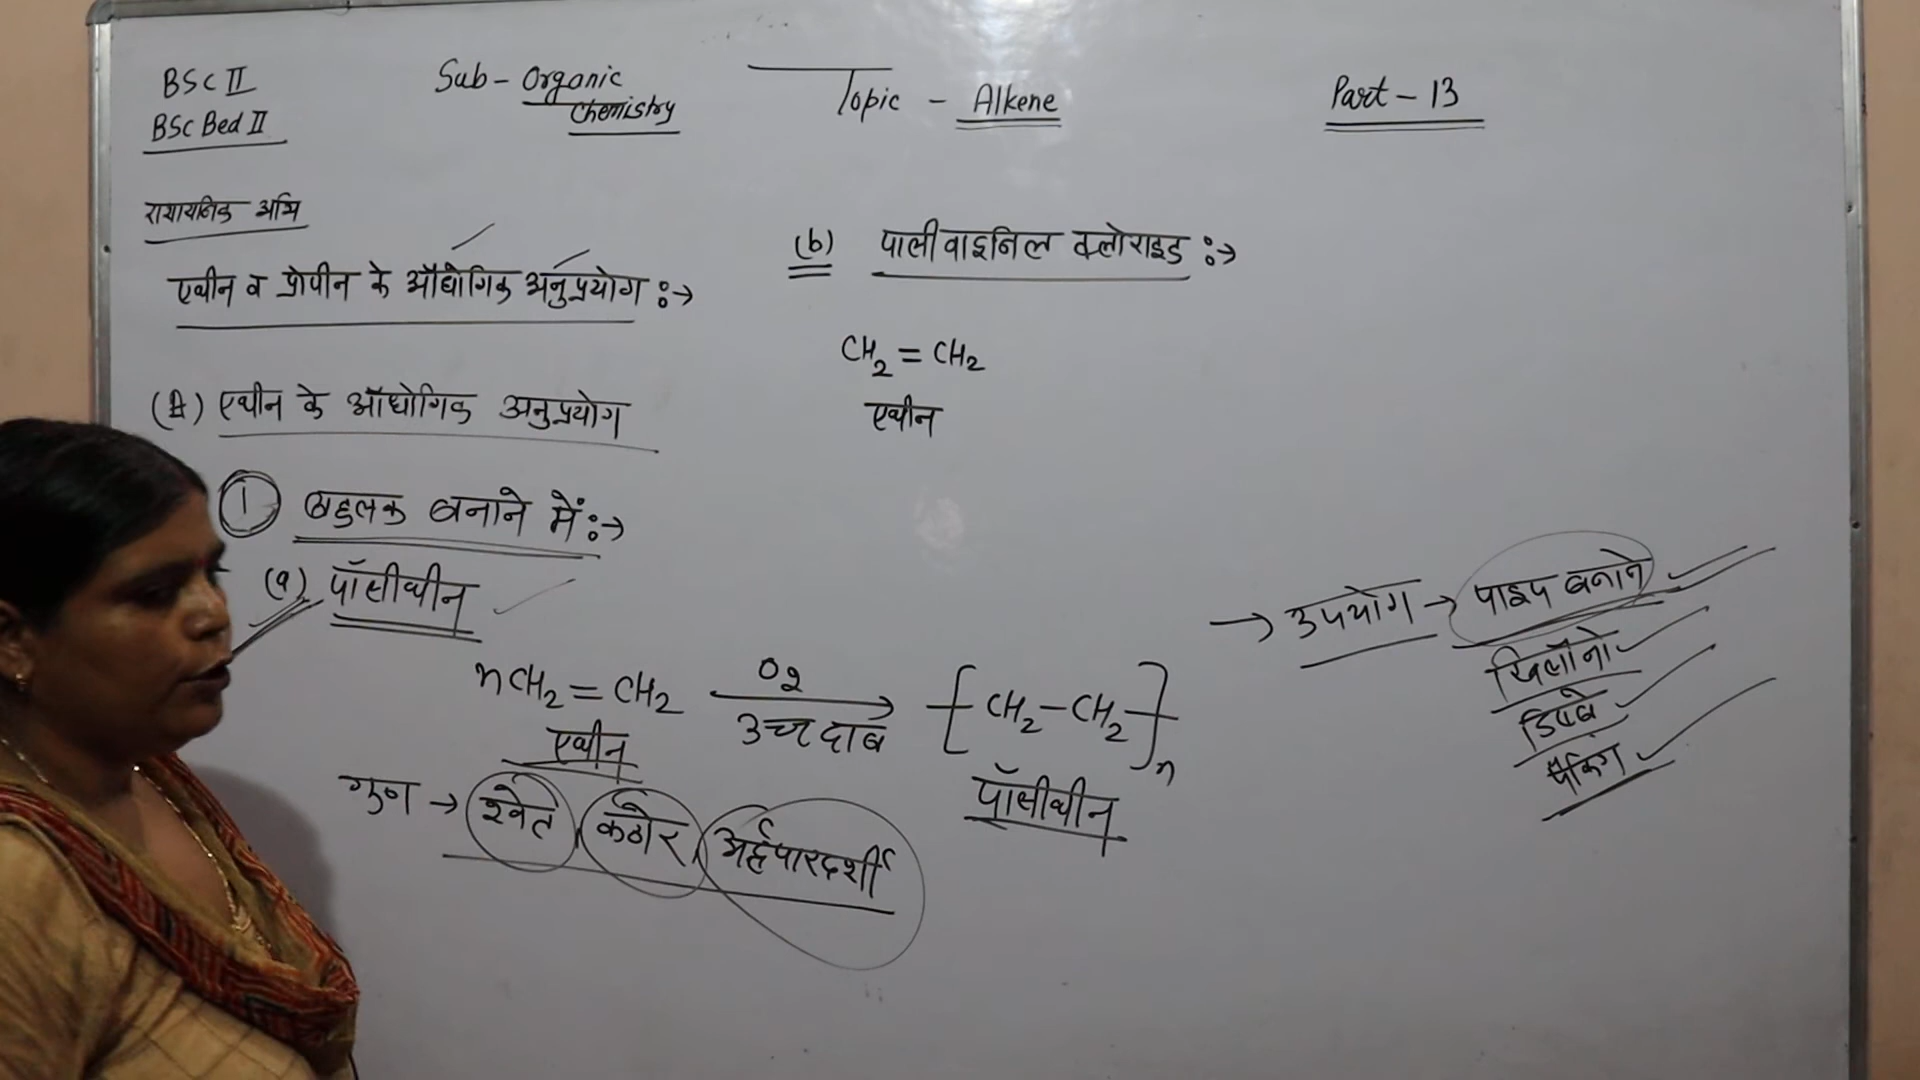 BSc II
BSc Bed II
Sub - Organic
Chemistry
Topic - Alkene
Part - 13
रासायनिक अभि
एथीन व प्रोपीन के औद्योगिक अनुप्रयोग :→
(A) एथीन के औद्योगिक अनुप्रयोग
① बहुलक बनाने में :→
(a) पॉलीथीन
nCH₂ = CH₂ —O₂ उच्च दाब→ [CH₂-CH₂]n
एथीन
पॉलीथीन
गुण → श्वेत, कठोर, अर्द्धपारदर्शी
(b) पालीवाइनिल क्लोराइड :→
CH₂ = CH₂
एथीन
→ उपयोग → पाइप बनाने
खिलौनो
डिब्बे
पैकिंग